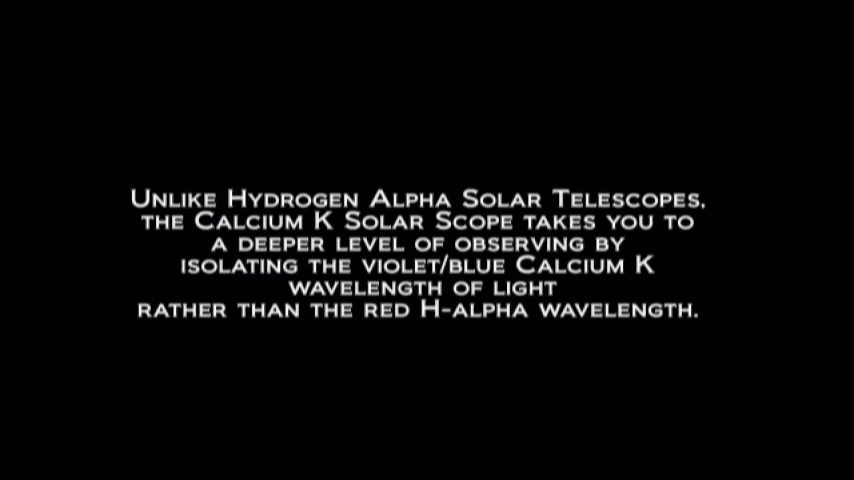 Unlike Hydrogen Alpha Solar Telescopes,
the Calcium K Solar Scope takes you to
a deeper level of observing by
isolating the violet/blue Calcium K
wavelength of light
rather than the red H-alpha wavelength.